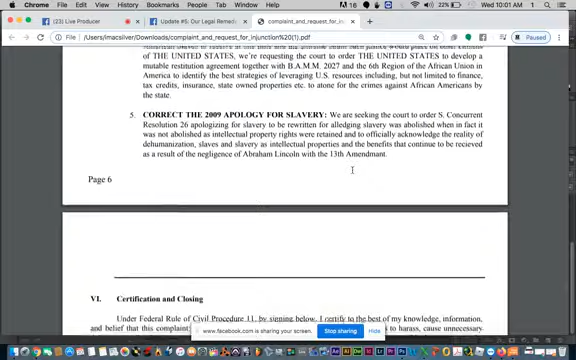 Chrome File Edit View History Bookmarks People Tab Window Help
16 22% Mon 10:01 AM
(3) Live Producer
Update #5: Our Legal Remed
complaint_and_request_for_inj
File | /Users/imacsilver/Downloads/complaint_and_request_for_injunction%20(1).pdf
Paused
of THE UNITED STATES, we're requesting the court to order THE UNITED STATES to develop a
mutable restitution agreement together with B.A.M.M. 2027 and the 6th Region of the African Union in
America to identify the best strategies of leveraging U.S. resources including, but not limited to finance,
tax credits, insurance, state owned properties etc. to atone for the crimes against African Americans by
the state.
5. CORRECT THE 2009 APOLOGY FOR SLAVERY: We are seeking the court to order S. Concurrent
Resolution 26 apologizing for slavery to be rewritten for alledging slavery was abolished when in fact it
was not abolished as intellectual property rights were retained and to officially acknowledge the reality of
dehumanization, slaves and slavery as intellectual properties and the benefits that continue to be recieved
as a result of the negligence of Abraham Lincoln with the 13th Amendmant.
Page 6
VI. Certification and Closing
Under Federal Rule of Civil Procedure 11, by signing below, I certify to the best of my knowledge, information,
and belief that this complaint: to harass, cause unnecessary
www.facebook.com is sharing your screen. Stop sharing Hide